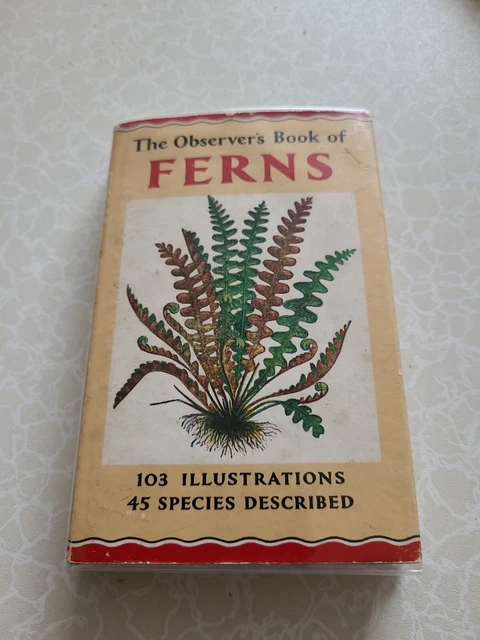 The Observer's Book of
FERNS
103 ILLUSTRATIONS
45 SPECIES DESCRIBED